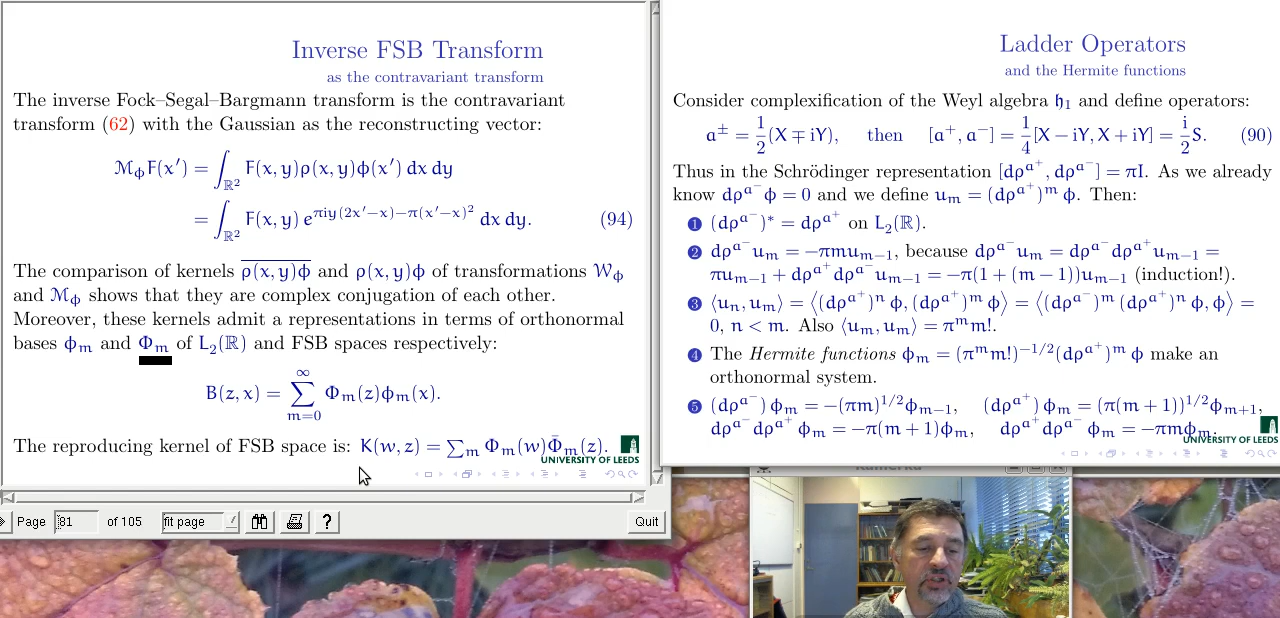 Inverse FSB Transform
as the contravariant transform
The inverse Fock–Segal–Bargmann transform is the contravariant
transform (62) with the Gaussian as the reconstructing vector:
ℳ_ϕF(x′) = ∫_{ℝ²} F(x, y)ρ(x, y)ϕ(x′) dx dy
= ∫_{ℝ²} F(x, y) e^{πiy(2x′−x)−π(x′−x)²} dx dy. (94)
The comparison of kernels \overline{ρ(x, y)ϕ} and ρ(x, y)ϕ of transformations 𝒲_ϕ
and ℳ_ϕ shows that they are complex conjugation of each other.
Moreover, these kernels admit a representations in terms of orthonormal
bases ϕ_m and Φ_m of L₂(ℝ) and FSB spaces respectively:
B(z, x) = ∑_{m=0}^{∞} Φ_m(z)ϕ_m(x).
The reproducing kernel of FSB space is: K(w, z) = ∑_m Φ_m(w)Φ̄_m(z).
UNIVERSITY OF LEEDS
Page 81 of 105 fit page ? Quit
Ladder Operators
and the Hermite functions
Consider complexification of the Weyl algebra 𝔥₁ and define operators:
a^± = 1/2 (X ∓ iY), then [a^+, a^−] = 1/4 [X − iY, X + iY] = i/2 S. (90)
Thus in the Schrödinger representation [dρ^{a^+}, dρ^{a^−}] = πI. As we already
know dρ^{a^−}ϕ = 0 and we define u_m = (dρ^{a^+})^m ϕ. Then:
1 (dρ^{a^−})* = dρ^{a^+} on L₂(ℝ).
2 dρ^{a^−}u_m = −πmu_{m−1}, because dρ^{a^−}u_m = dρ^{a^−}dρ^{a^+}u_{m−1} =
πu_{m−1} + dρ^{a^+}dρ^{a^−}u_{m−1} = −π(1 + (m − 1))u_{m−1} (induction!).
3 ⟨u_n, u_m⟩ = ⟨(dρ^{a^+})^n ϕ, (dρ^{a^+})^m ϕ⟩ = ⟨(dρ^{a^−})^m (dρ^{a^+})^n ϕ, ϕ⟩ =
0, n < m. Also ⟨u_m, u_m⟩ = π^m m!.
4 The Hermite functions ϕ_m = (π^m m!)^{−1/2}(dρ^{a^+})^m ϕ make an
orthonormal system.
5 (dρ^{a^−}) ϕ_m = −(πm)^{1/2}ϕ_{m−1}, (dρ^{a^+}) ϕ_m = (π(m + 1))^{1/2}ϕ_{m+1},
dρ^{a^−}dρ^{a^+} ϕ_m = −π(m + 1)ϕ_m, dρ^{a^+}dρ^{a^−} ϕ_m = −πmϕ_m.
UNIVERSITY OF LEEDS